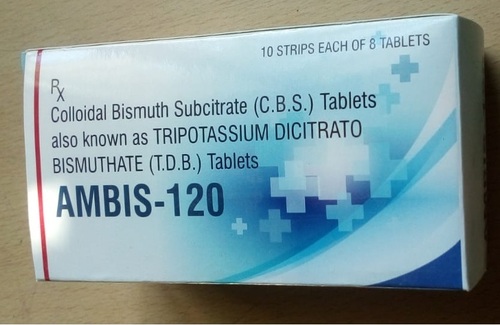 10 STRIPS EACH OF 8 TABLETS
Rx
Colloidal Bismuth Subcitrate (C.B.S.) Tablets
also known as TRIPOTASSIUM DICITRATO
BISMUTHATE (T.D.B.) Tablets
AMBIS-120